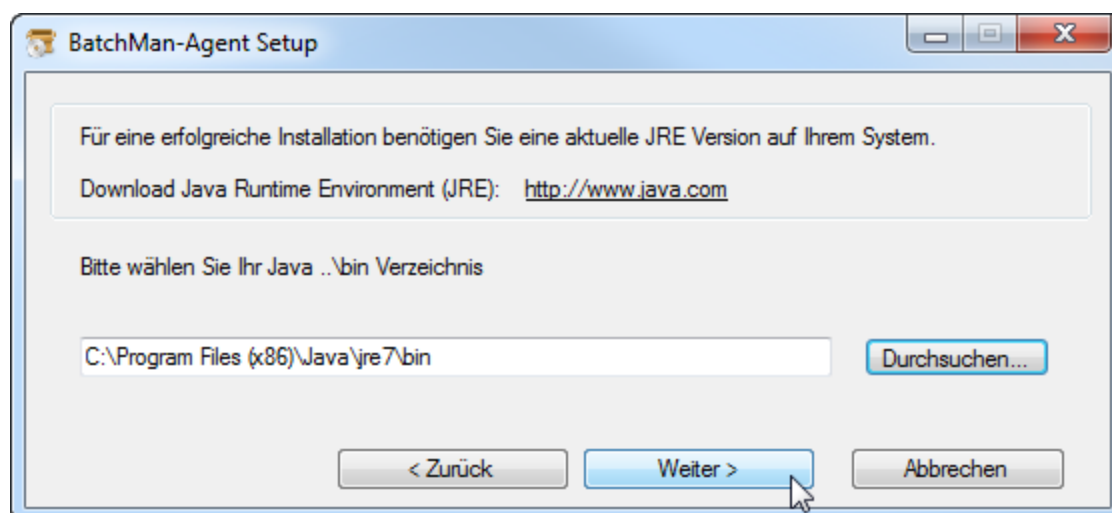 BatchMan-Agent Setup
Für eine erfolgreiche Installation benötigen Sie eine aktuelle JRE Version auf Ihrem System.
Download Java Runtime Environment (JRE): http://www.java.com
Bitte wählen Sie Ihr Java ..\bin Verzeichnis
C:\Program Files (x86)\Java\jre7\bin
Durchsuchen...
< Zurück
Weiter >
Abbrechen